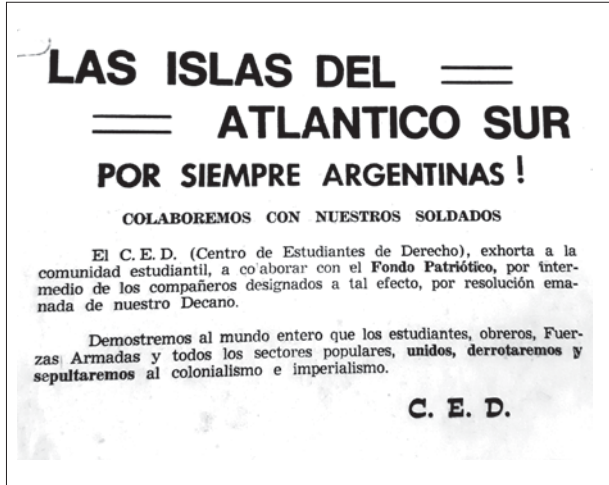 LAS ISLAS DEL
ATLANTICO SUR
POR SIEMPRE ARGENTINAS !
COLABOREMOS CON NUESTROS SOLDADOS
El C. E. D. (Centro de Estudiantes de Derecho), exhorta a la
comunidad estudiantil, a co'aborar con el Fondo Patriótico, por inter-
medio de los compañeros designados a tal efecto, por resolución ema-
nada de nuestro Decano.
Demostremos al mundo entero que los estudiantes, obreros, Fuer-
zas Armadas y todos los sectores populares, unidos, derrotaremos y
sepultaremos al colonialismo e imperialismo.
C. E. D.